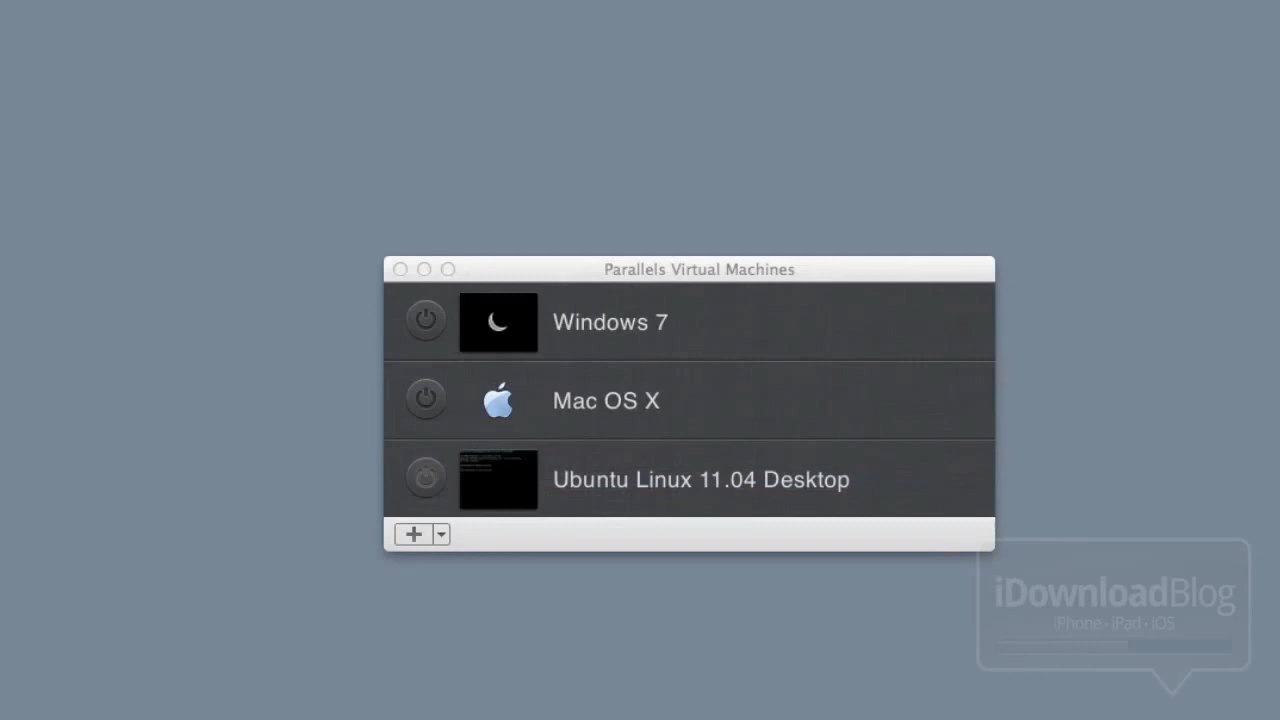 Parallels Virtual Machines
Windows 7
Mac OS X
Ubuntu Linux 11.04 Desktop
iDownloadBlog
iPhone • iPad • iOS